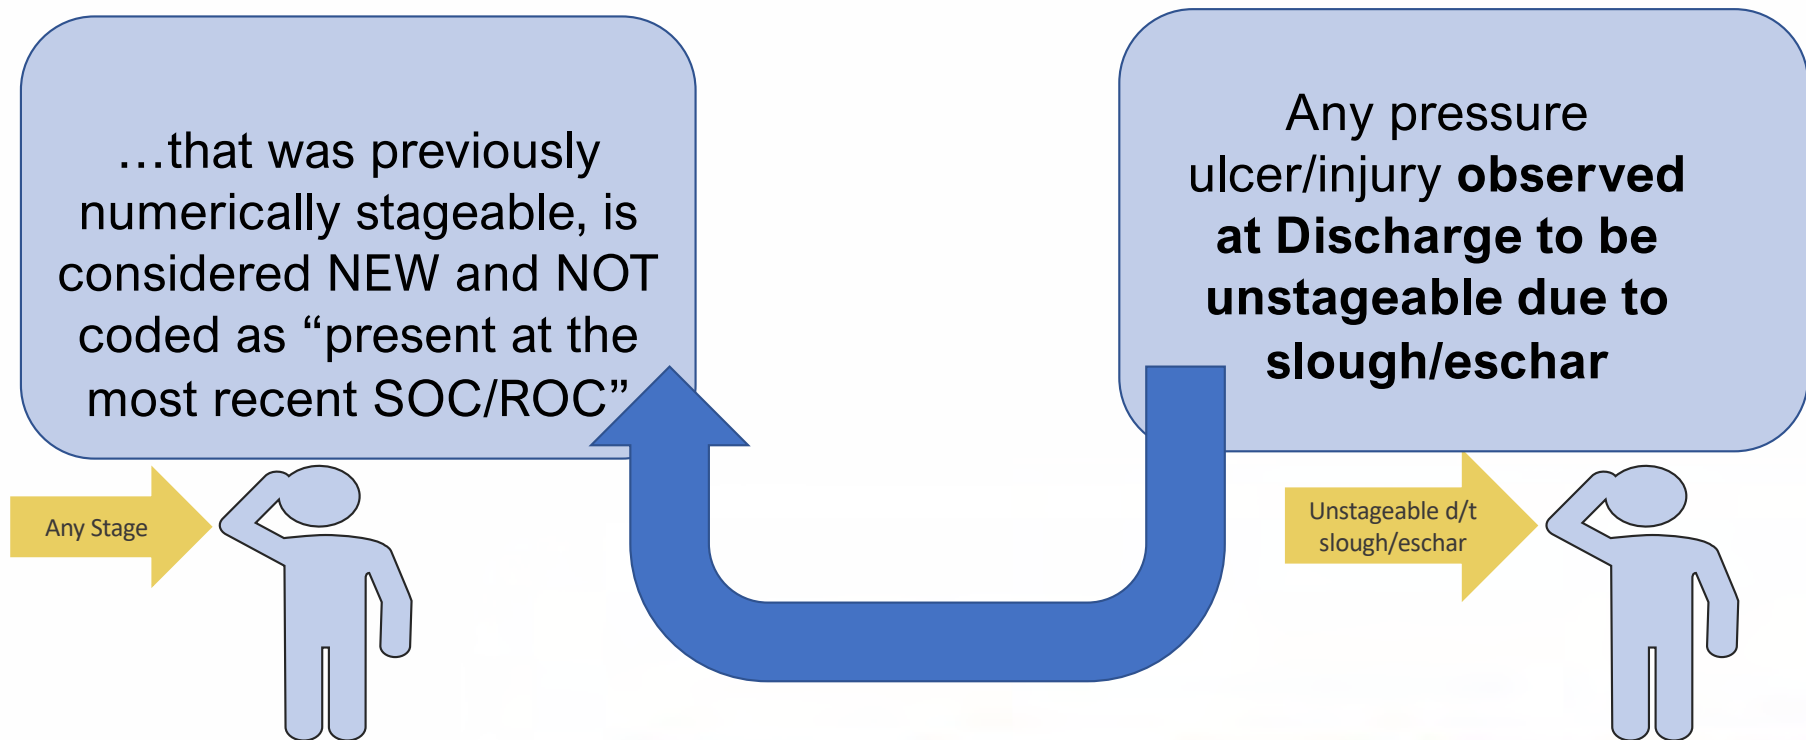 …that was previously
numerically stageable, is
considered NEW and NOT
coded as “present at the
most recent SOC/ROC”
Any pressure
ulcer/injury observed
at Discharge to be
unstageable due to
slough/eschar
Any Stage
Unstageable d/t
slough/eschar